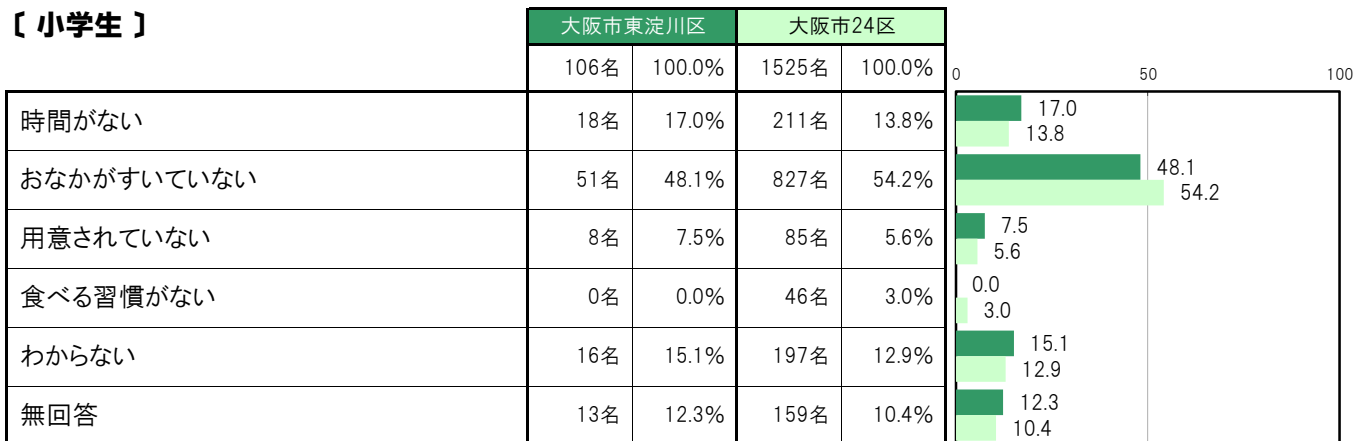 〔 小学生 〕
大阪市東淀川区 大阪市24区
106名 100.0% 1525名 100.0%
0 50 100
時間がない 18名 17.0% 211名 13.8%
17.0
13.8
おなかがすいていない 51名 48.1% 827名 54.2%
48.1
54.2
用意されていない 8名 7.5% 85名 5.6%
7.5
5.6
食べる習慣がない 0名 0.0% 46名 3.0%
0.0
3.0
わからない 16名 15.1% 197名 12.9%
15.1
12.9
無回答 13名 12.3% 159名 10.4%
12.3
10.4